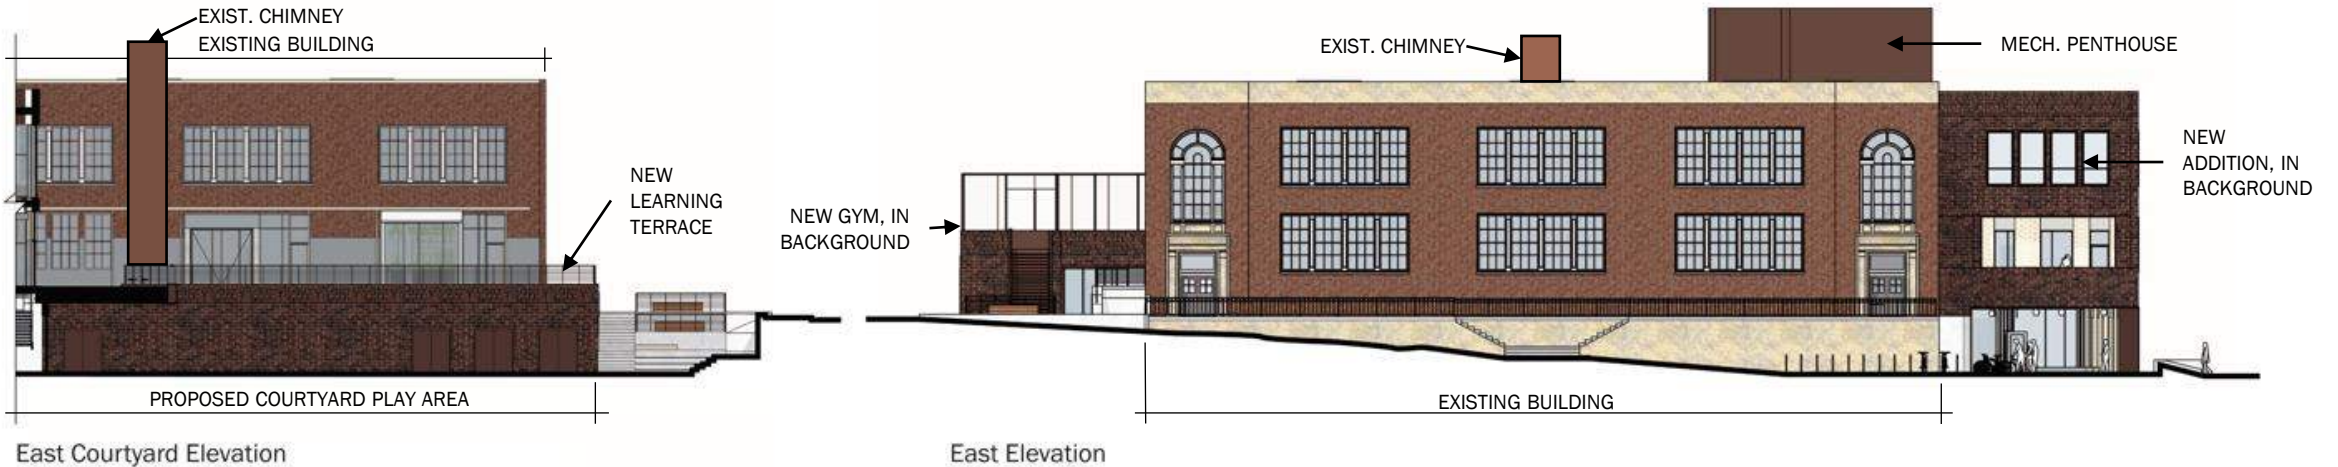 EXIST. CHIMNEY
EXISTING BUILDING
NEW
LEARNING
TERRACE
PROPOSED COURTYARD PLAY AREA
East Courtyard Elevation
EXIST. CHIMNEY
MECH. PENTHOUSE
NEW
ADDITION, IN
BACKGROUND
NEW GYM, IN
BACKGROUND
EXISTING BUILDING
East Elevation